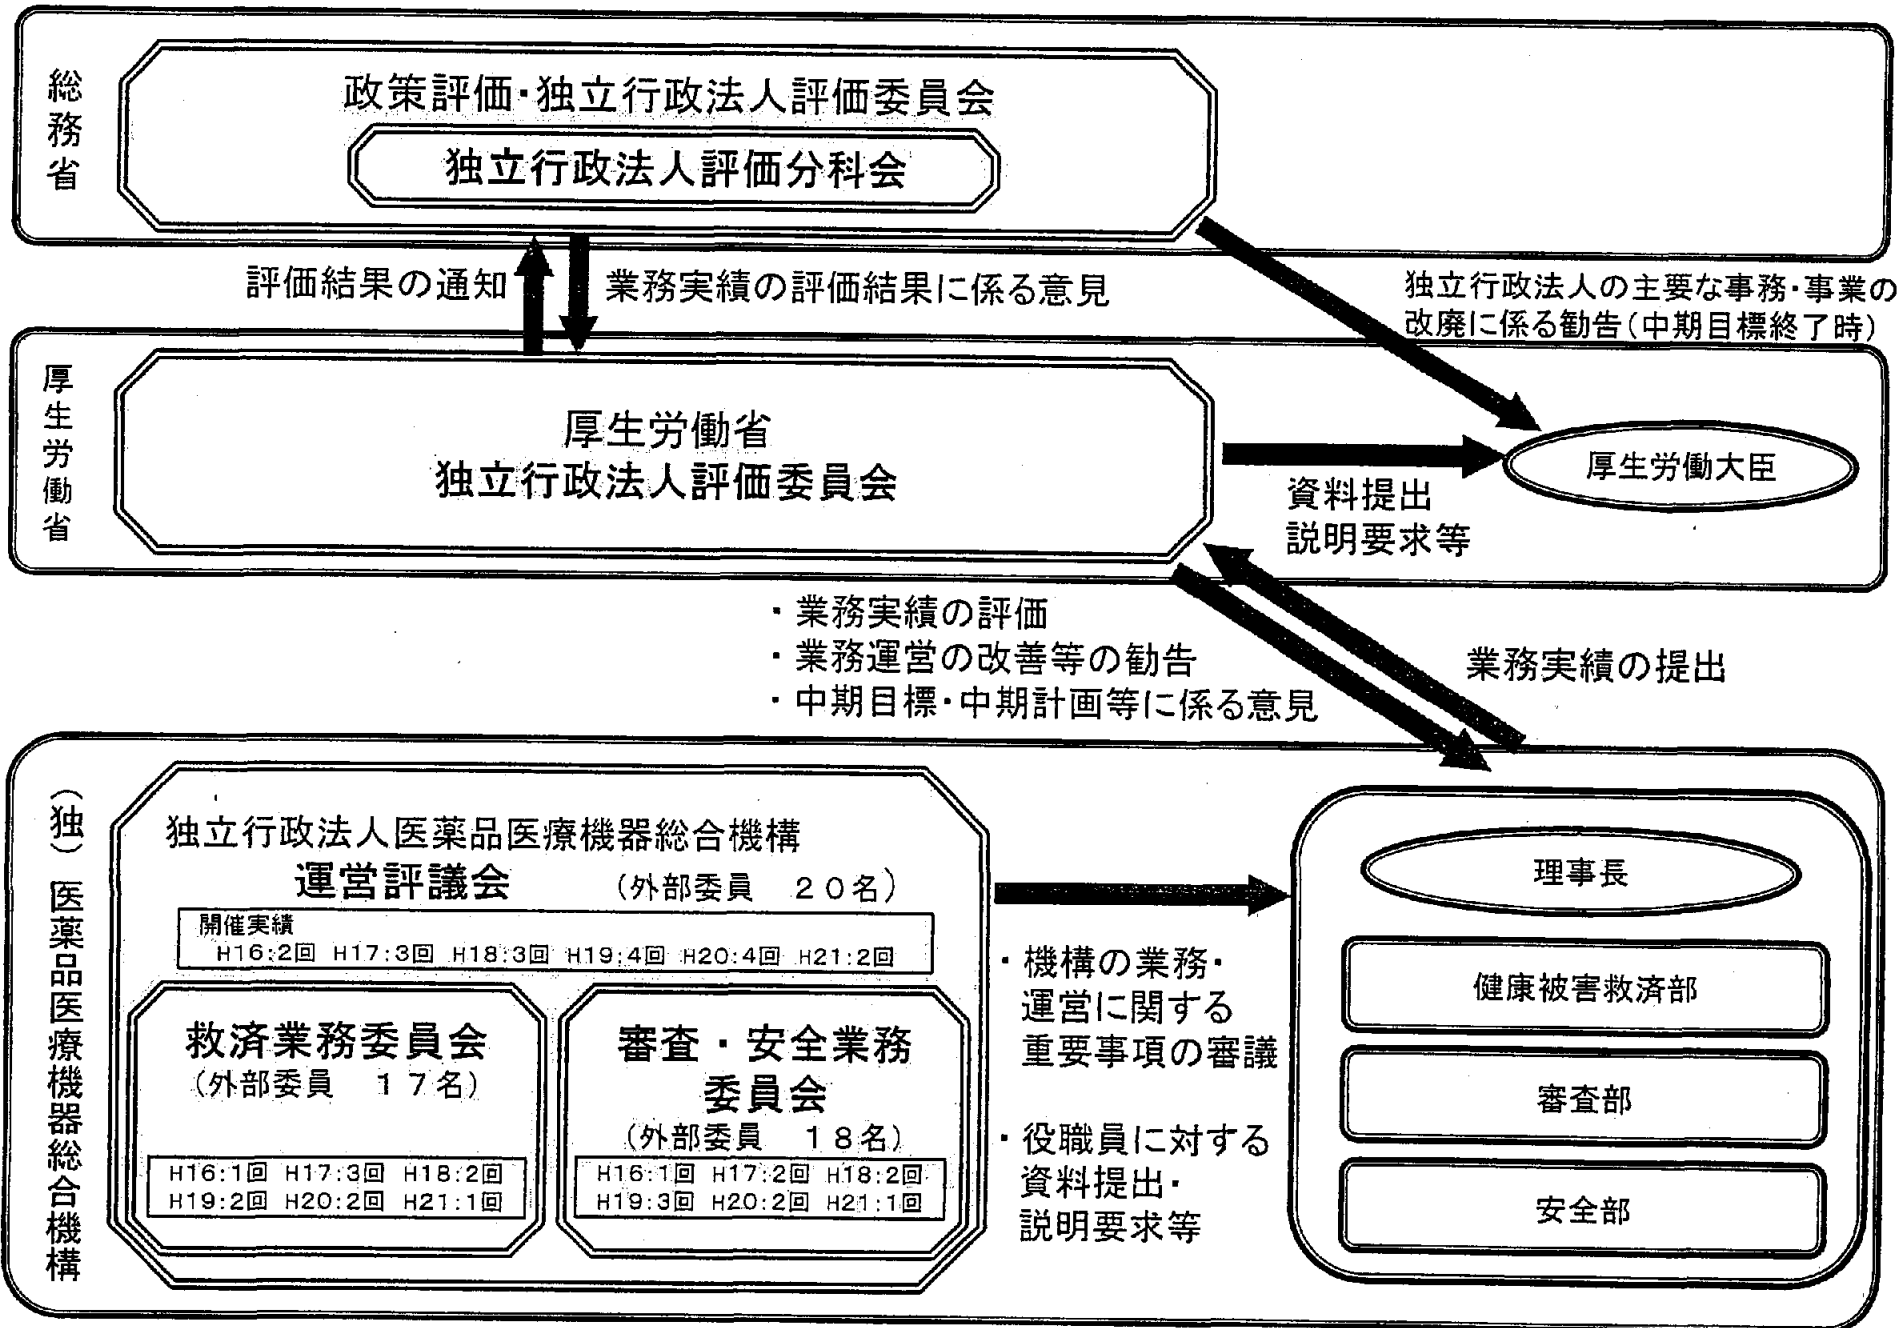 総務省
政策評価・独立行政法人評価委員会
独立行政法人評価分科会
評価結果の通知
業務実績の評価結果に係る意見
独立行政法人の主要な事務・事業の
改廃に係る勧告(中期目標終了時)
厚生労働省
厚生労働省
独立行政法人評価委員会
資料提出
説明要求等
厚生労働大臣
・業務実績の評価
・業務運営の改善等の勧告
・中期目標・中期計画等に係る意見
業務実績の提出
(独)医薬品医療機器総合機構
独立行政法人医薬品医療機器総合機構
運営評議会 (外部委員 20名)
開催実績
H16:2回 H17:3回 H18:3回 H19:4回 H20:4回 H21:2回
救済業務委員会
(外部委員 17名)
H16:1回 H17:3回 H18:2回
H19:2回 H20:2回 H21:1回
審査・安全業務
委員会
(外部委員 18名)
H16:1回 H17:2回 H18:2回
H19:3回 H20:2回 H21:1回
・機構の業務・
運営に関する
重要事項の審議
・役職員に対する
資料提出・
説明要求等
理事長
健康被害救済部
審査部
安全部